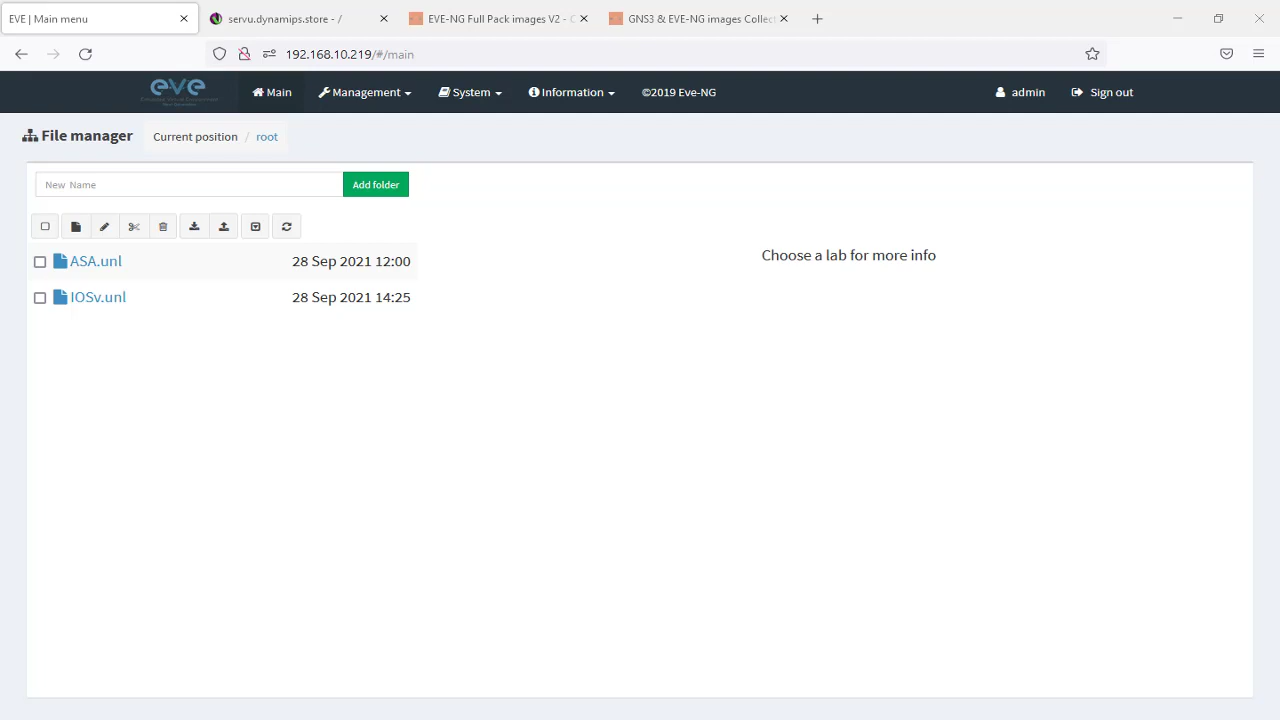 EVE | Main menu
servu.dynamips.store - /
EVE-NG Full Pack images V2 - C
GNS3 & EVE-NG images Collec
192.168.10.219/#/main
eve
Main
Management
System
Information
©2019 Eve-NG
admin
Sign out
File manager
Current position / root
New Name
Add folder
ASA.unl 28 Sep 2021 12:00
IOSv.unl 28 Sep 2021 14:25
Choose a lab for more info